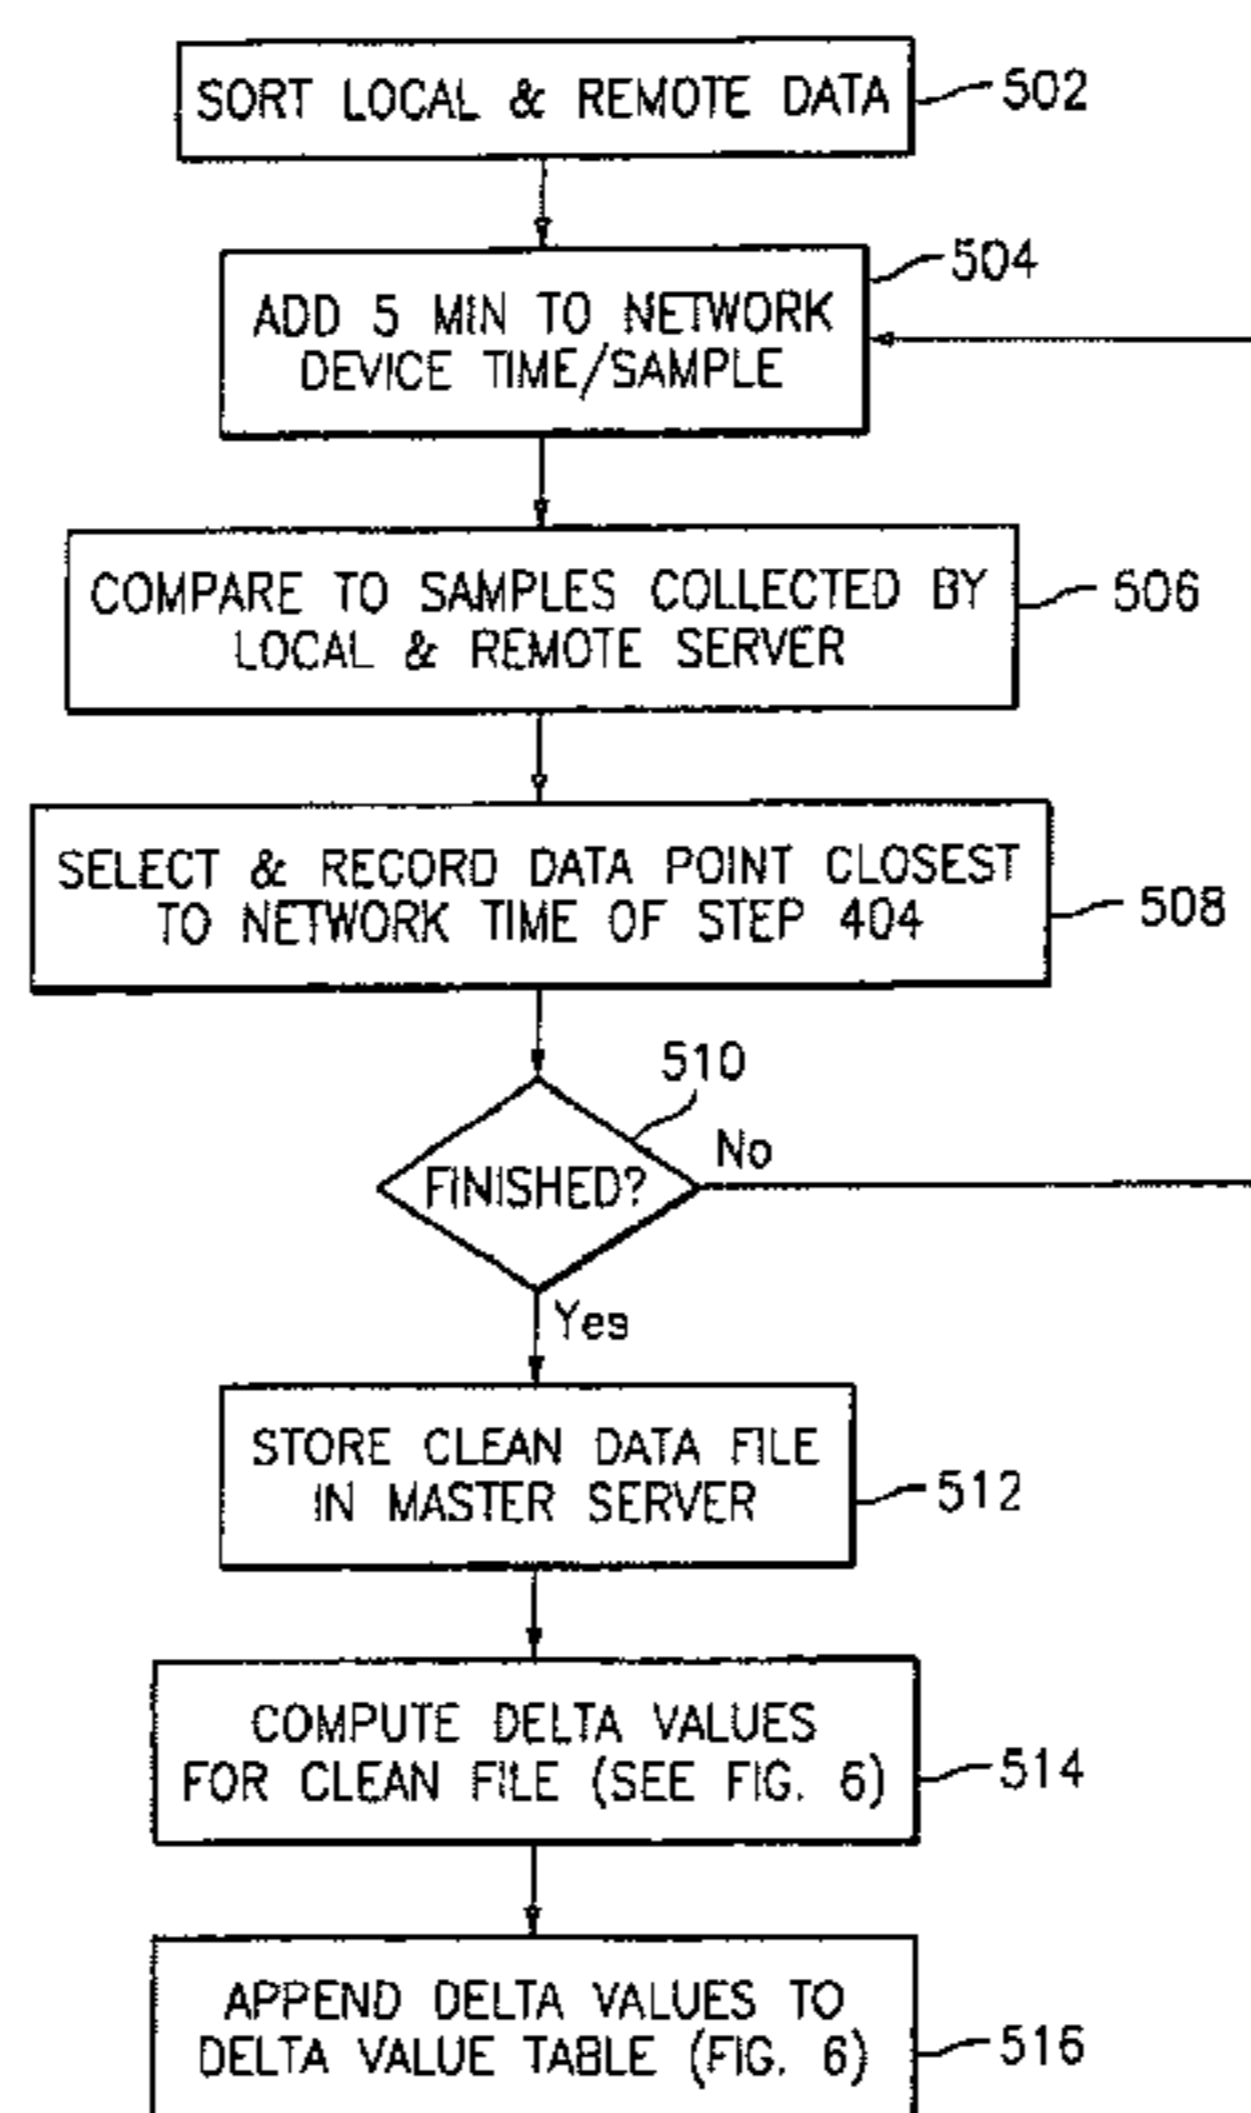 SORT LOCAL & REMOTE DATA
502
504
ADD 5 MIN TO NETWORK
DEVICE TIME/SAMPLE
COMPARE TO SAMPLES COLLECTED BY
LOCAL & REMOTE SERVER
506
SELECT & RECORD DATA POINT CLOSEST
TO NETWORK TIME OF STEP 404
508
510
FINISHED?
No
Yes
STORE CLEAN DATA FILE
IN MASTER SERVER
512
COMPUTE DELTA VALUES
FOR CLEAN FILE (SEE FIG. 6)
514
APPEND DELTA VALUES TO
DELTA VALUE TABLE (FIG. 6)
516